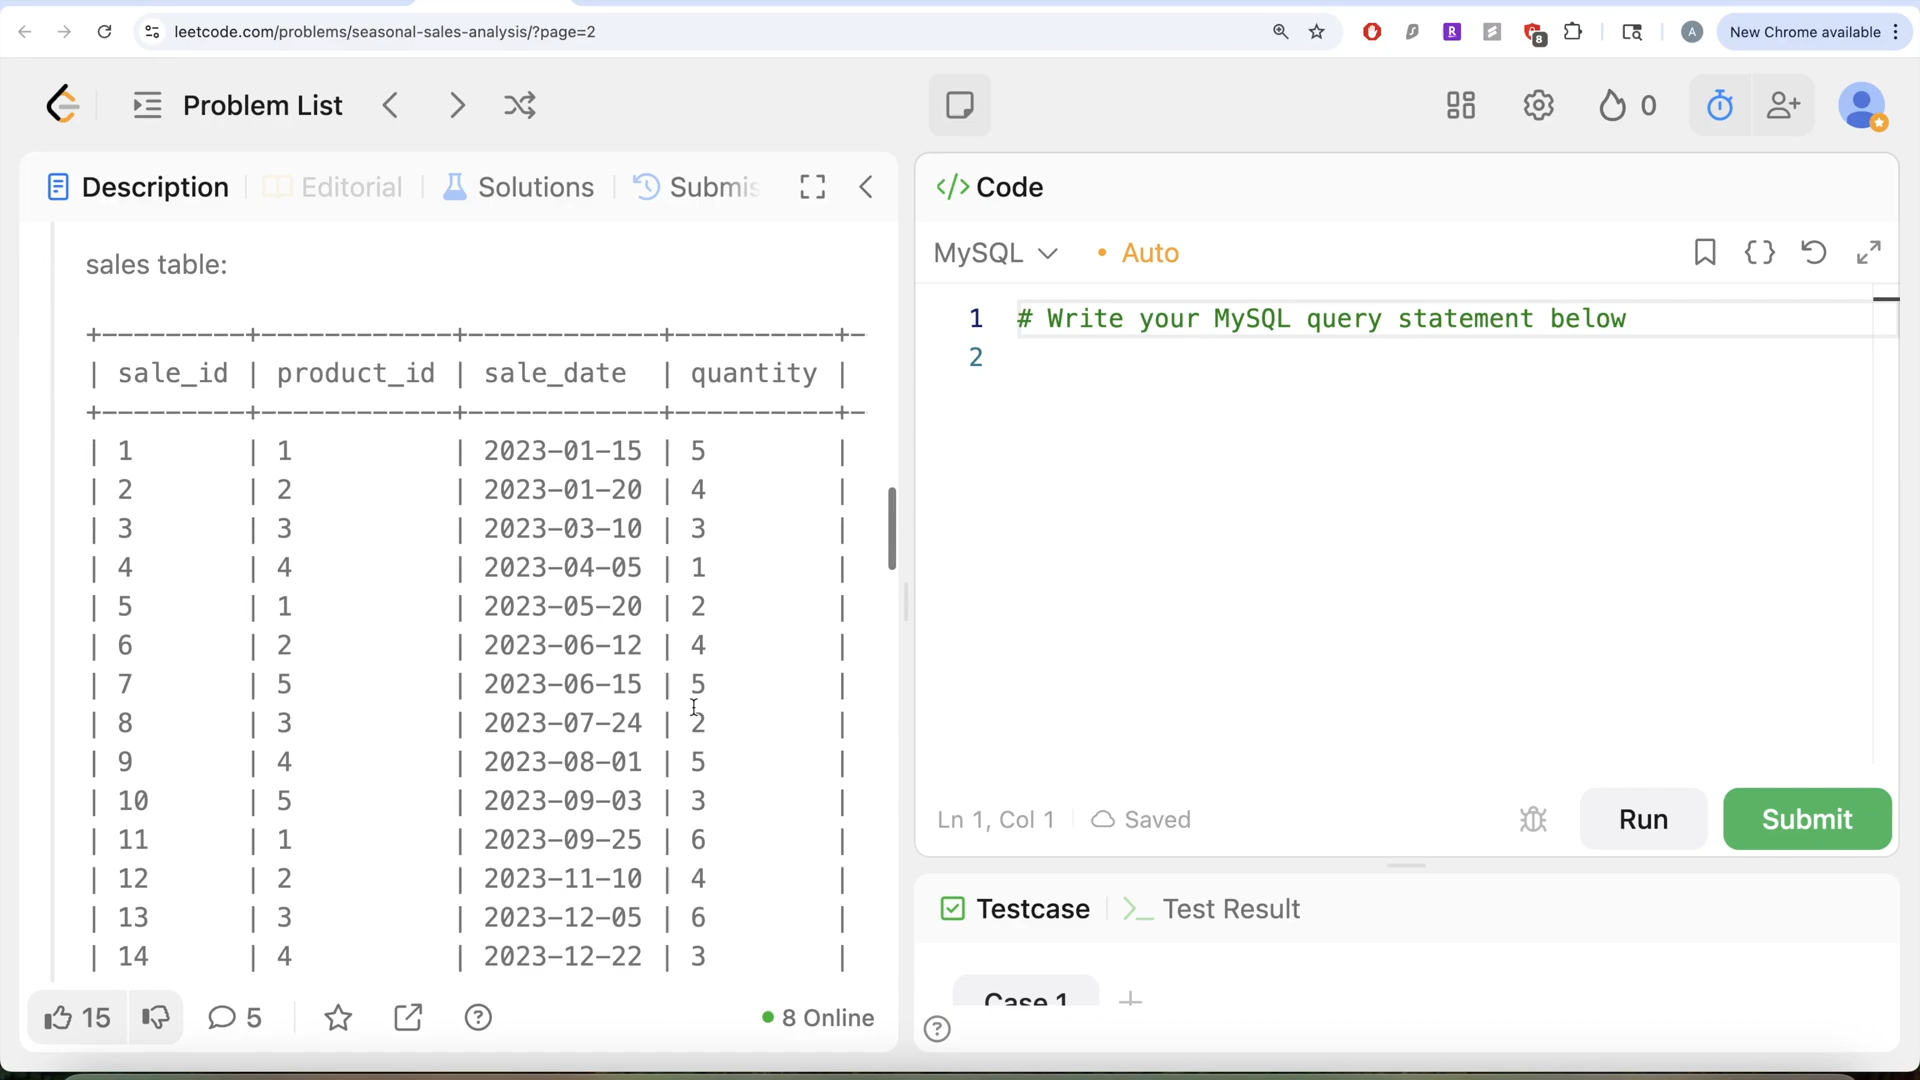 leetcode.com/problems/seasonal-sales-analysis/?page=2
R
8
A
New Chrome available
Problem List
0
Description
Editorial
Solutions
Submis
sales table:
+---------+-------------+-------------+-----------+-
| sale_id | product_id | sale_date | quantity |
+---------+-------------+-------------+-----------+-
| 1 | 1 | 2023-01-15 | 5 |
| 2 | 2 | 2023-01-20 | 4 |
| 3 | 3 | 2023-03-10 | 3 |
| 4 | 4 | 2023-04-05 | 1 |
| 5 | 1 | 2023-05-20 | 2 |
| 6 | 2 | 2023-06-12 | 4 |
| 7 | 5 | 2023-06-15 | 5 |
| 8 | 3 | 2023-07-24 | 2 |
| 9 | 4 | 2023-08-01 | 5 |
| 10 | 5 | 2023-09-03 | 3 |
| 11 | 1 | 2023-09-25 | 6 |
| 12 | 2 | 2023-11-10 | 4 |
| 13 | 3 | 2023-12-05 | 6 |
| 14 | 4 | 2023-12-22 | 3 |
15
5
8 Online
</> Code
MySQL
• Auto
1 # Write your MySQL query statement below
2
Ln 1, Col 1
Saved
Run
Submit
Testcase
>_ Test Result
Case 1 +